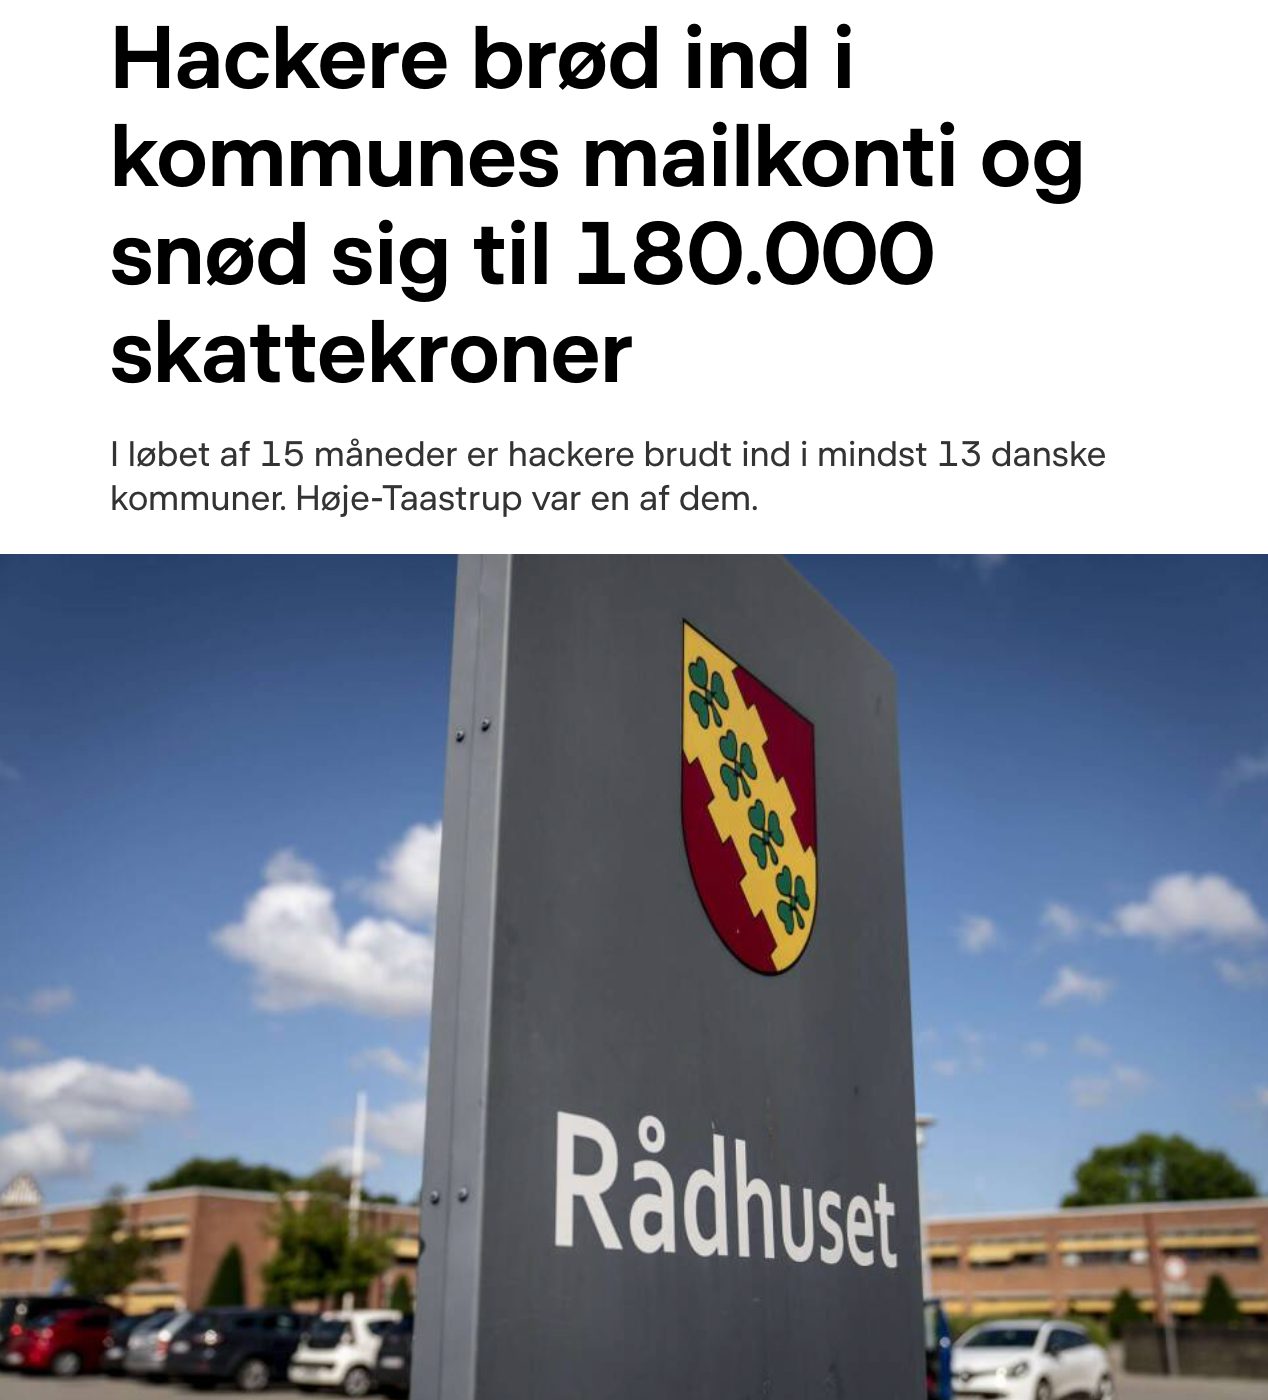 Hackere brød ind i
kommunes mailkonti og
snød sig til 180.000
skattekroner
I løbet af 15 måneder er hackere brudt ind i mindst 13 danske
kommuner. Høje-Taastrup var en af dem.
Rådhuset